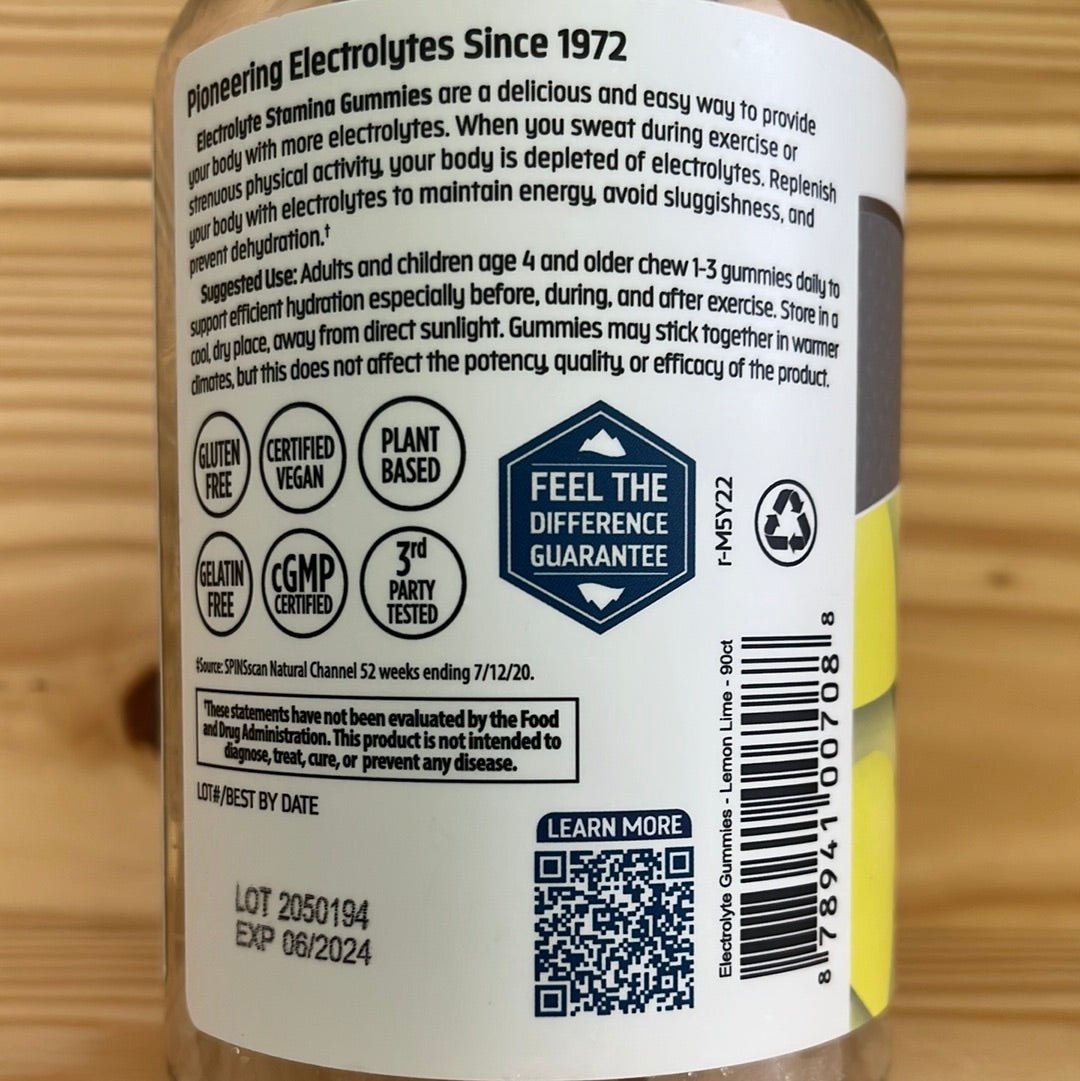 Pioneering Electrolytes Since 1972
Electrolyte Stamina Gummies are a delicious and easy way to provide
your body with more electrolytes. When you sweat during exercise or
strenuous physical activity, your body is depleted of electrolytes. Replenish
your body with electrolytes to maintain energy, avoid sluggishness, and
prevent dehydration.†
Suggested Use: Adults and children age 4 and older chew 1-3 gummies daily to
support efficient hydration especially before, during, and after exercise. Store in a
cool, dry place, away from direct sunlight. Gummies may stick together in warmer
climates, but this does not affect the potency, quality, or efficacy of the product.
GLUTEN
FREE
CERTIFIED
VEGAN
PLANT
BASED
GELATIN
FREE
cGMP
CERTIFIED
3rd
PARTY
TESTED
FEEL THE
DIFFERENCE
GUARANTEE
r-M5Y22
‡Source: SPINSscan Natural Channel 52 weeks ending 7/12/20.
†These statements have not been evaluated by the Food
and Drug Administration. This product is not intended to
diagnose, treat, cure, or prevent any disease.
LOT#/BEST BY DATE
LOT 2050194
EXP 06/2024
LEARN MORE
Electrolyte Gummies - Lemon Lime - 90ct
8 78941 00708 8